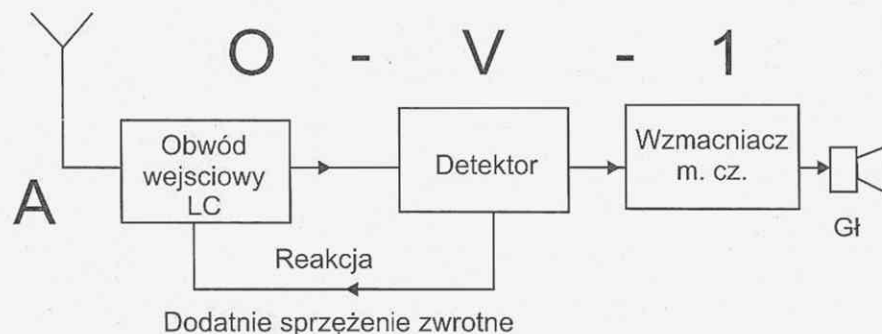 O - V - 1
Obwód
wejsciowy
LC
Detektor
Wzmacniacz
m. cz.
A
Gł
Reakcja
Dodatnie sprzężenie zwrotne